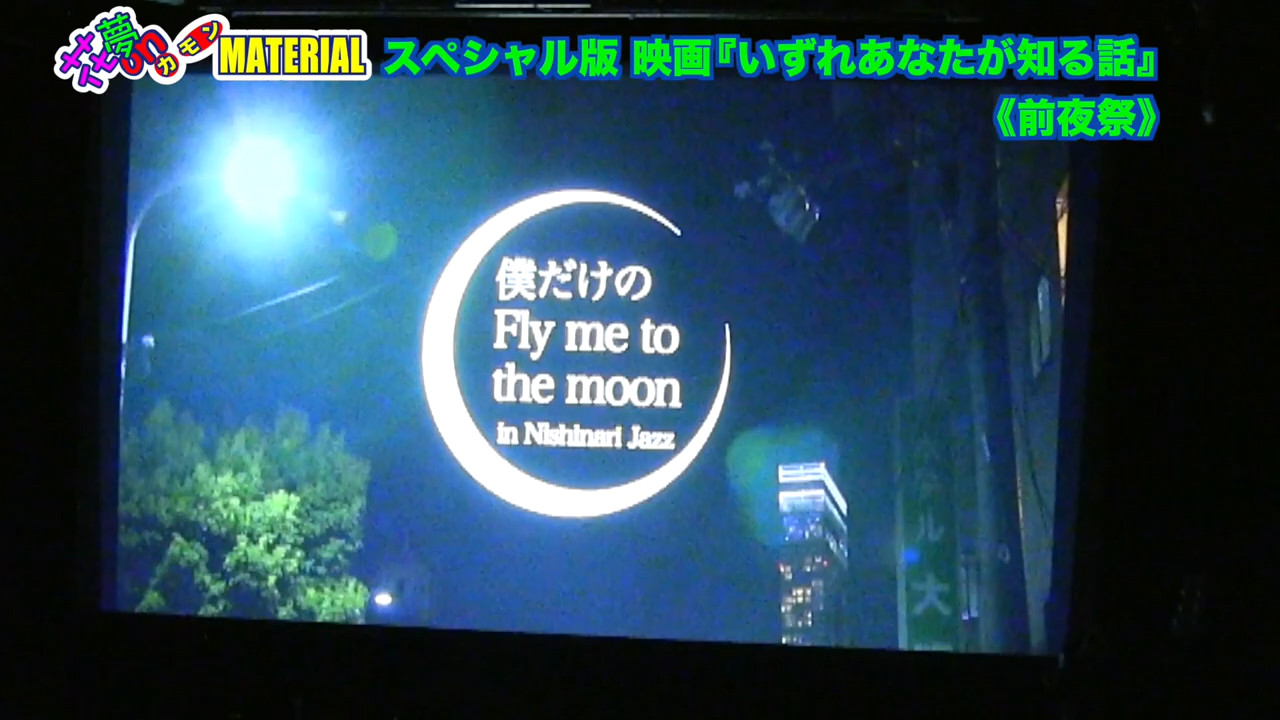 夢 カモン MATERIAL スペシャル版 映画『いずれあなたが知る話』
《前夜祭》
僕だけの
Fly me to
the moon
in Nishinari Jazz
ル
大